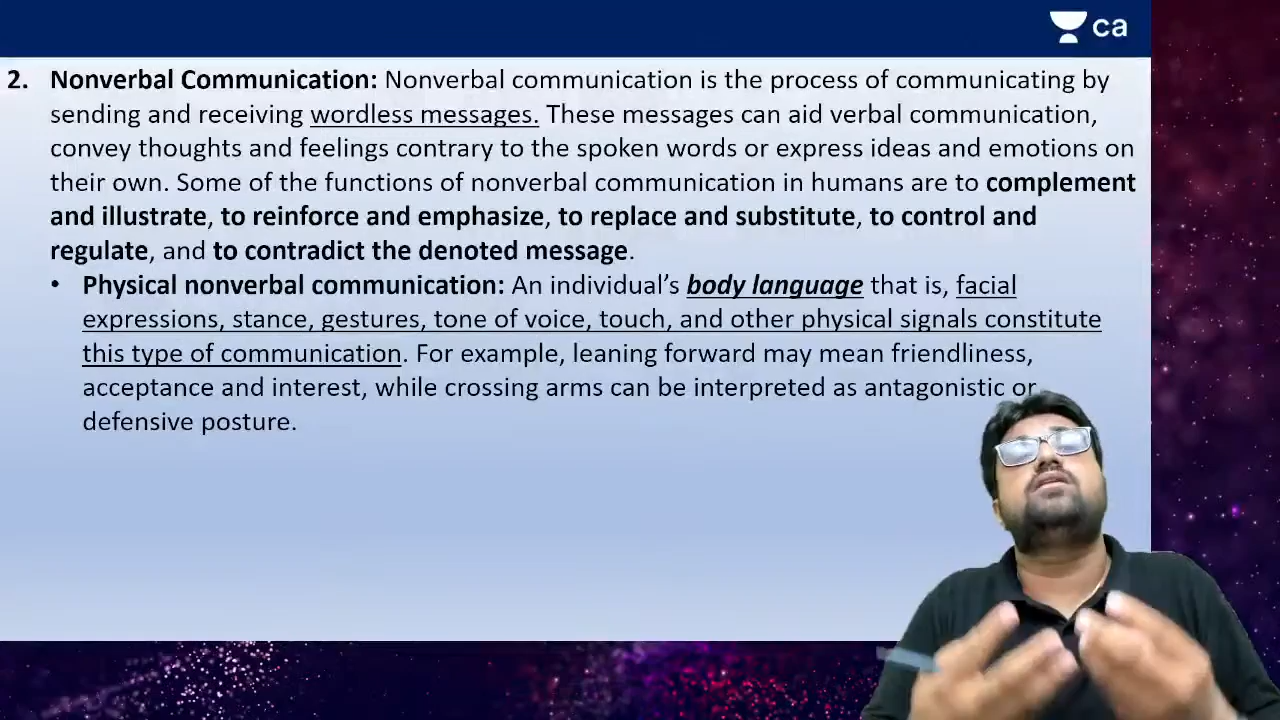 ca
2. Nonverbal Communication: Nonverbal communication is the process of communicating by
sending and receiving wordless messages. These messages can aid verbal communication,
convey thoughts and feelings contrary to the spoken words or express ideas and emotions on
their own. Some of the functions of nonverbal communication in humans are to complement
and illustrate, to reinforce and emphasize, to replace and substitute, to control and
regulate, and to contradict the denoted message.
• Physical nonverbal communication: An individual’s body language that is, facial
expressions, stance, gestures, tone of voice, touch, and other physical signals constitute
this type of communication. For example, leaning forward may mean friendliness,
acceptance and interest, while crossing arms can be interpreted as antagonistic or
defensive posture.